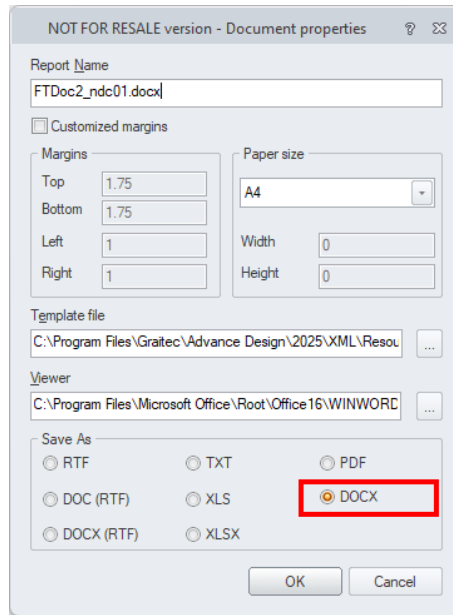 NOT FOR RESALE version - Document properties
Report Name
FTDoc2_ndc01.docx
Customized margins
Margins
Top 1.75
Bottom 1.75
Left 1
Right 1
Paper size
A4
Width 0
Height 0
Template file
C:\Program Files\Graitec\Advance Design\2025\XML\Resou ...
Viewer
C:\Program Files\Microsoft Office\Root\Office16\WINWORD ...
Save As
RTF TXT PDF
DOC (RTF) XLS DOCX
DOCX (RTF) XLSX
OK Cancel